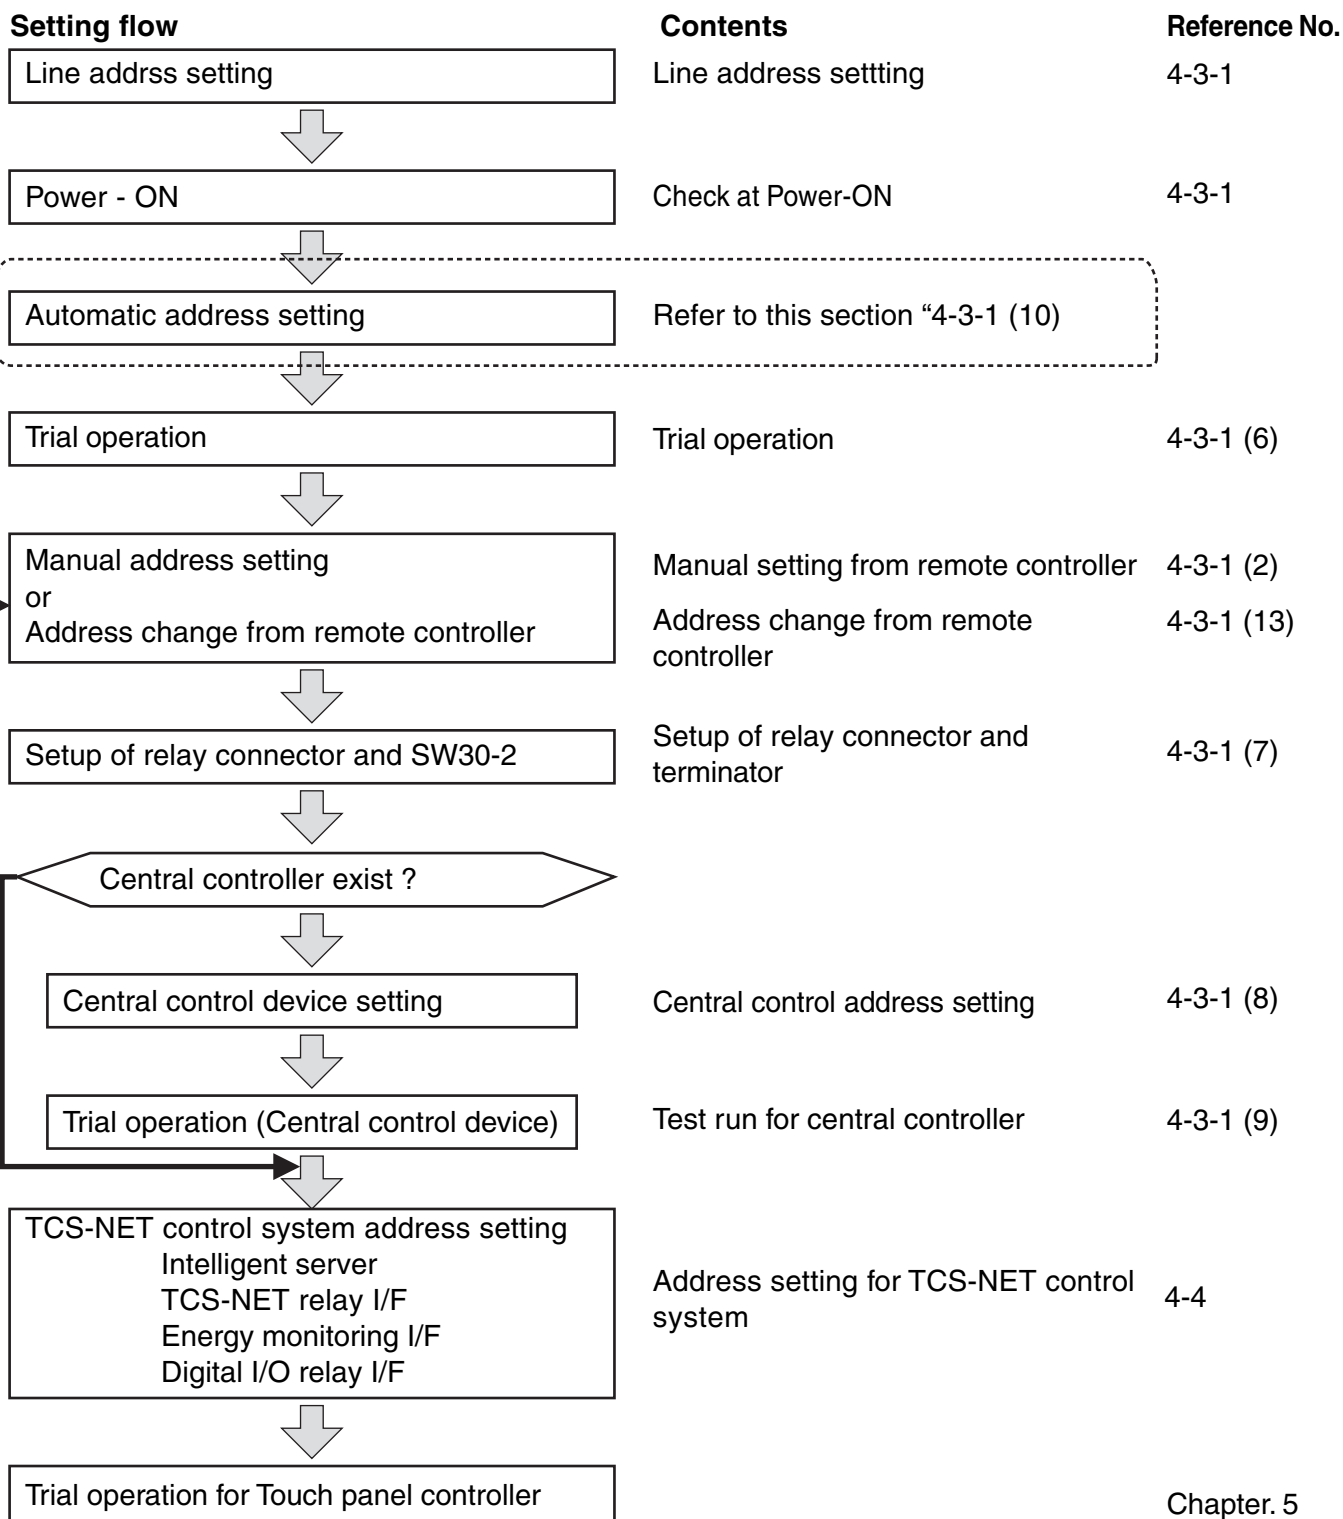 Setting flow Contents Reference No.
Line addrss setting Line address settting 4-3-1
Power - ON Check at Power-ON 4-3-1
Automatic address setting Refer to this section “4-3-1 (10)
Trial operation Trial operation 4-3-1 (6)
Manual address setting Manual setting from remote controller 4-3-1 (2)
or
Address change from remote controller Address change from remote 4-3-1 (13)
controller
Setup of relay connector and SW30-2 Setup of relay connector and 4-3-1 (7)
terminator
Central controller exist ?
Central control device setting Central control address setting 4-3-1 (8)
Trial operation (Central control device) Test run for central controller 4-3-1 (9)
TCS-NET control system address setting
Intelligent server
TCS-NET relay I/F
Energy monitoring I/F
Digital I/O relay I/F
Address setting for TCS-NET control 4-4
system
Trial operation for Touch panel controller Chapter. 5